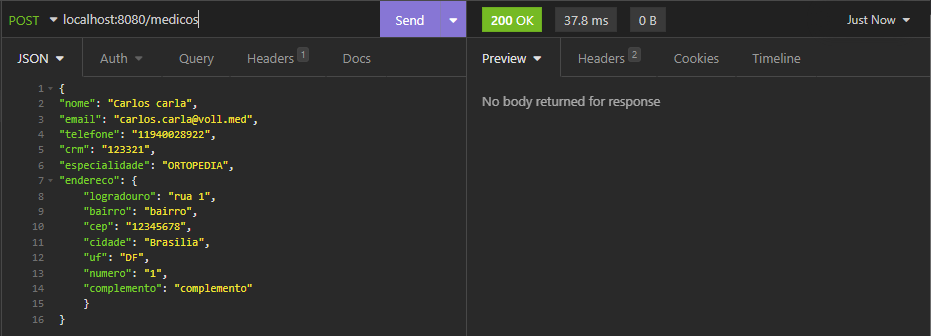 POST localhost:8080/medicos Send 200 OK 37.8 ms 0 B Just Now
JSON Auth Query Headers 1 Docs Preview Headers 2 Cookies Timeline
No body returned for response
1 {
2 "nome": "Carlos carla",
3 "email": "carlos.carla@voll.med",
4 "telefone": "11940028922",
5 "crm": "123321",
6 "especialidade": "ORTOPEDIA",
7 "endereco": {
8 "logradouro": "rua 1",
9 "bairro": "bairro",
10 "cep": "12345678",
11 "cidade": "Brasilia",
12 "uf": "DF",
13 "numero": "1",
14 "complemento": "complemento"
15 }
16 }